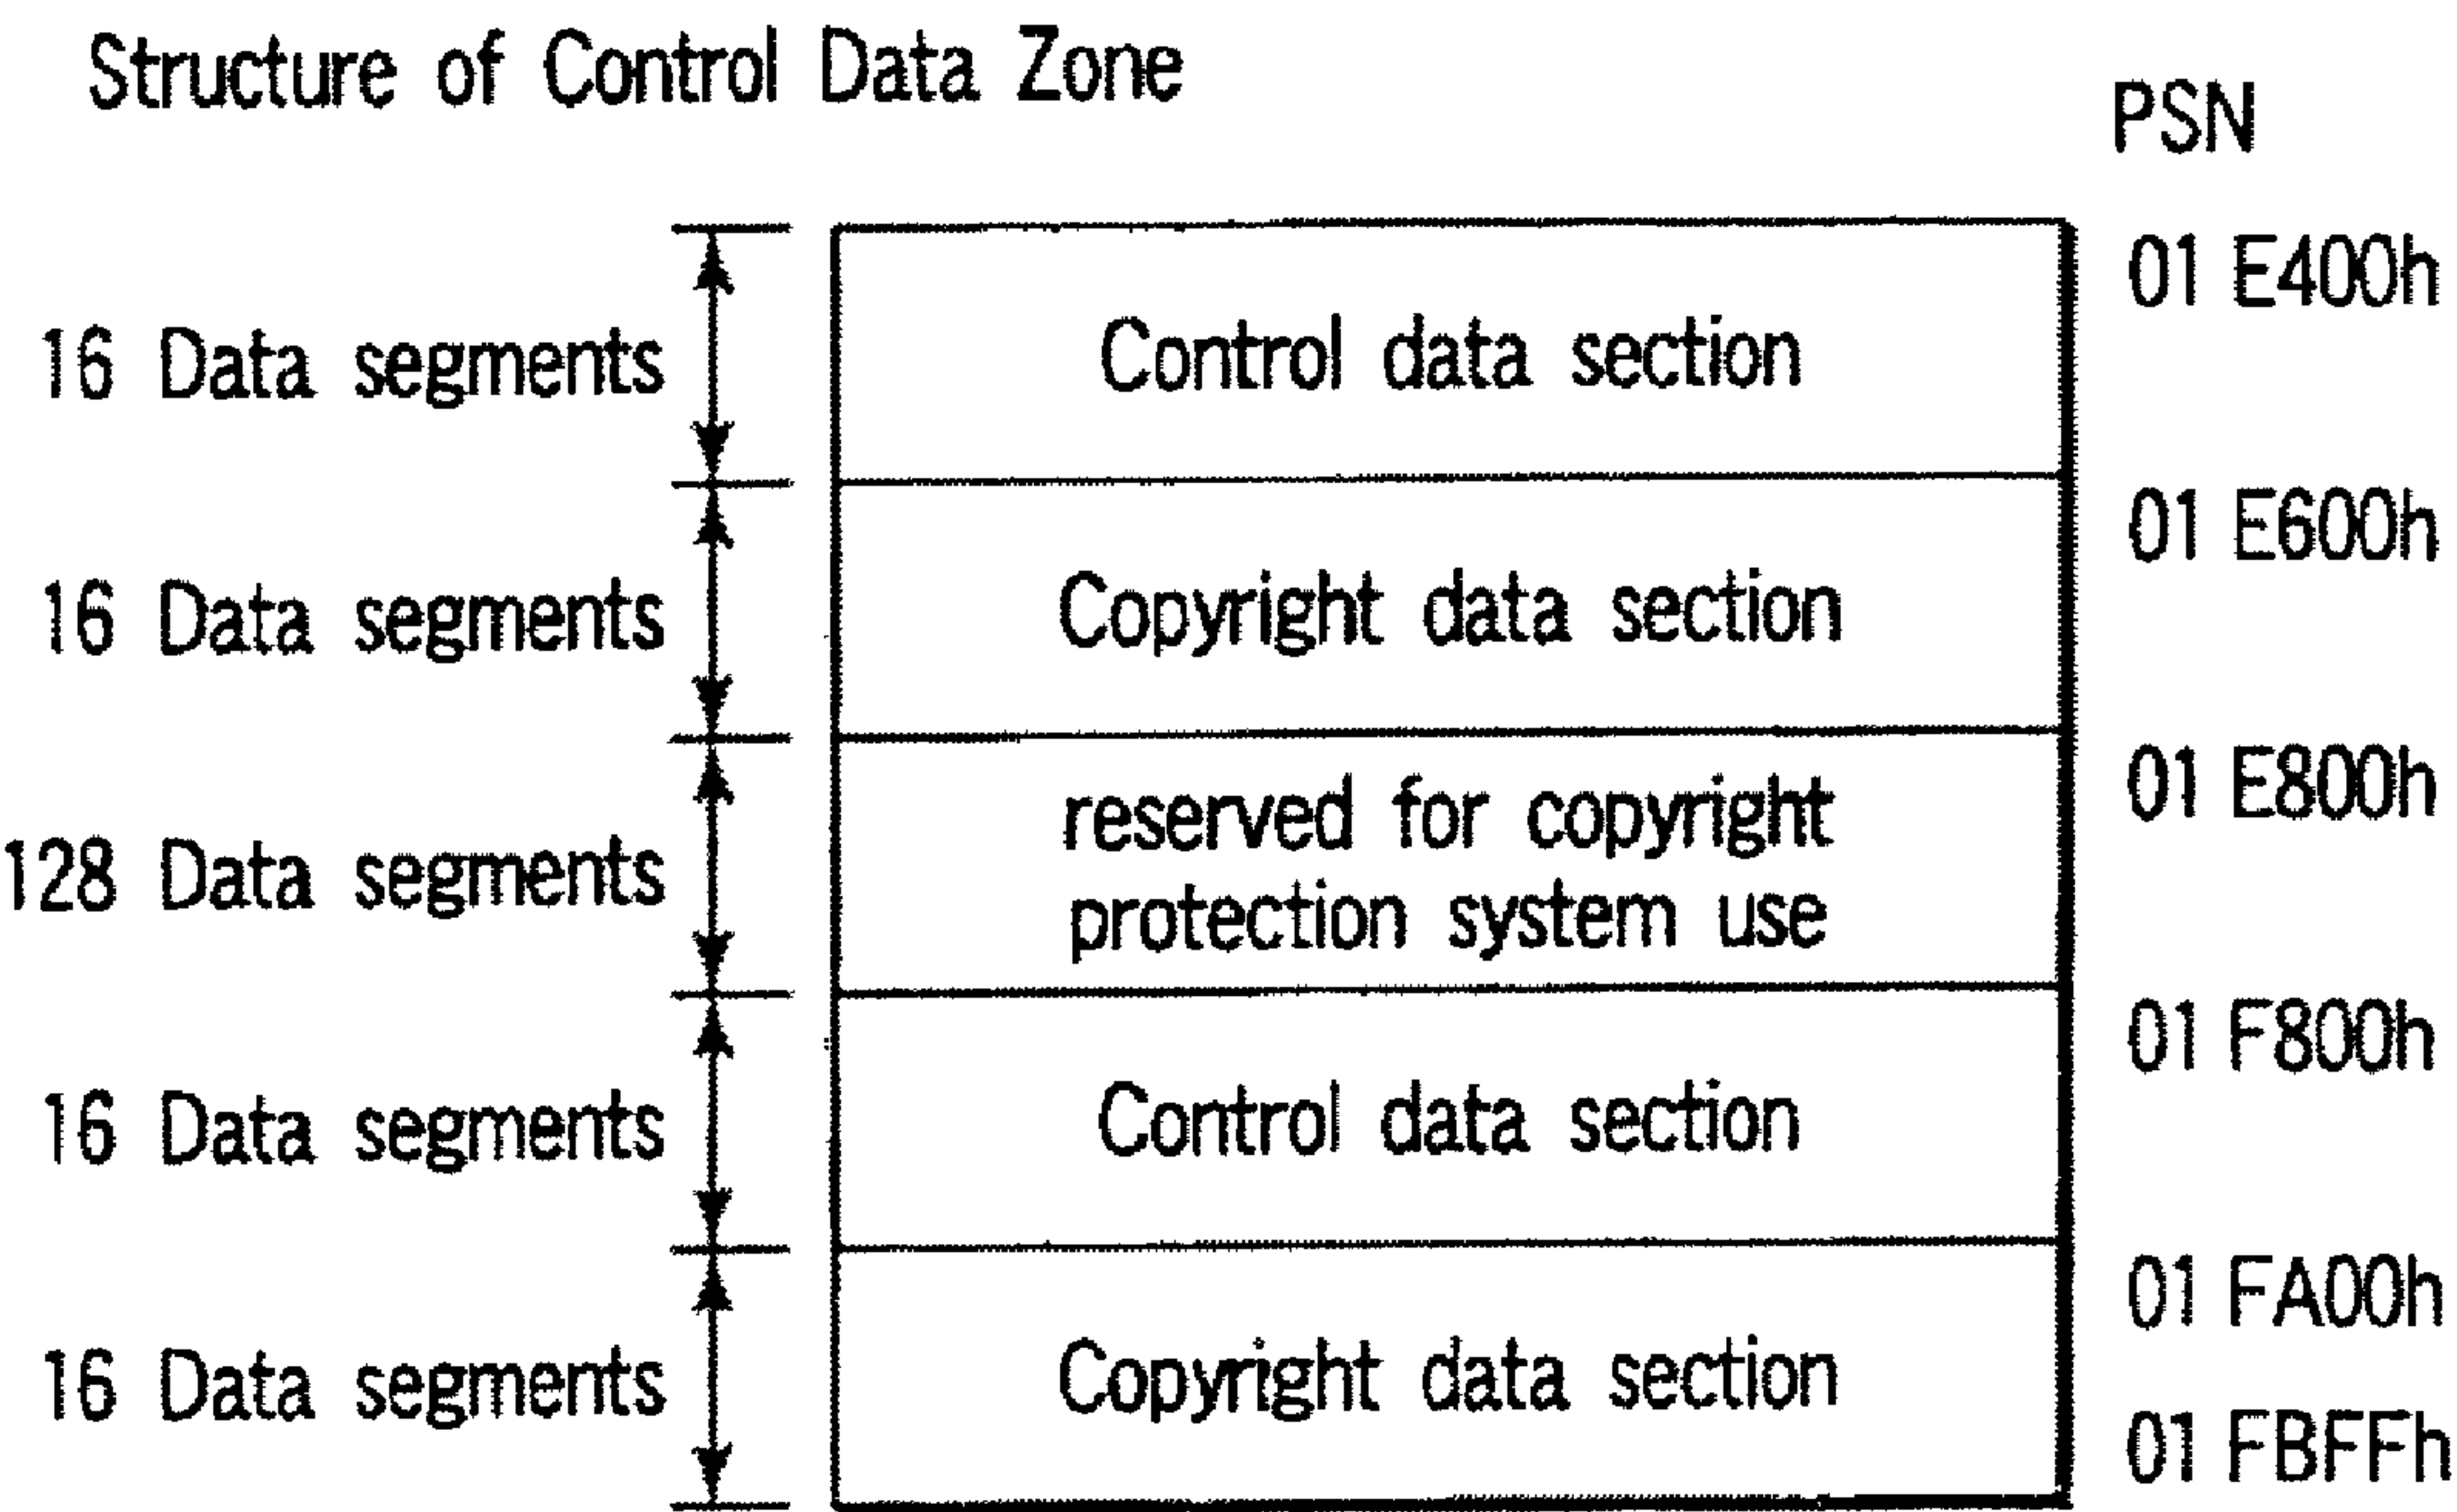 Structure of Control Data Zone
PSN
01 E400h
16 Data segments
Control data section
01 E600h
16 Data segments
Copyright data section
01 E800h
128 Data segments
reserved for copyright
protection system use
01 F800h
16 Data segments
Control data section
01 FA00h
16 Data segments
Copyright data section
01 FBFFh